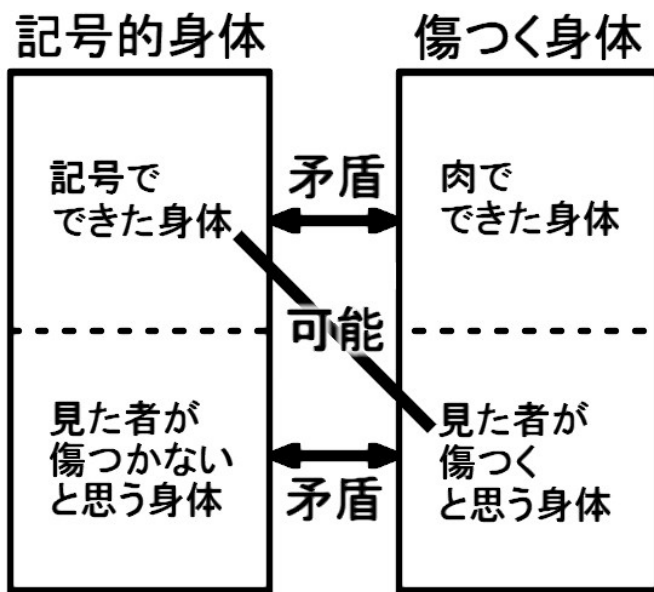 記号的身体
傷つく身体
記号で
できた身体
矛盾
肉で
できた身体
可能
見た者が
傷つかない
と思う身体
矛盾
見た者が
傷つく
と思う身体